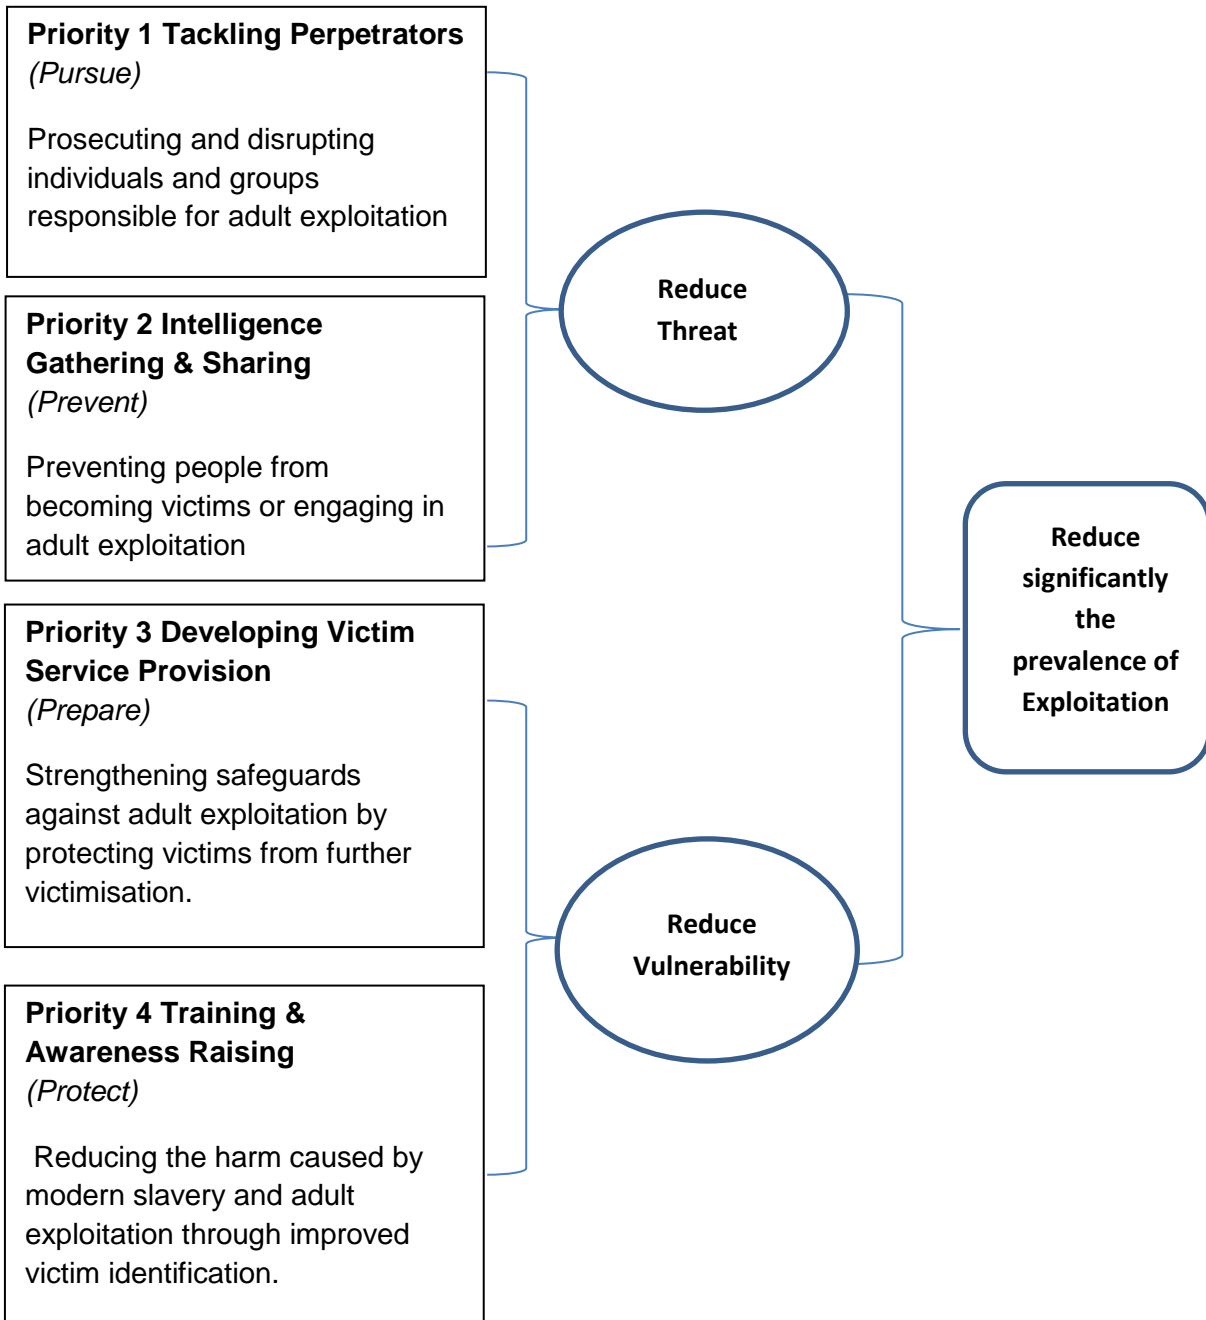 Priority 1 Tackling Perpetrators
(Pursue)
Prosecuting and disrupting
individuals and groups
responsible for adult exploitation
Priority 2 Intelligence
Gathering & Sharing
(Prevent)
Preventing people from
becoming victims or engaging in
adult exploitation
Priority 3 Developing Victim
Service Provision
(Prepare)
Strengthening safeguards
against adult exploitation by
protecting victims from further
victimisation.
Priority 4 Training &
Awareness Raising
(Protect)
Reducing the harm caused by
modern slavery and adult
exploitation through improved
victim identification.
Reduce
Threat
Reduce
Vulnerability
Reduce
significantly
the
prevalence of
Exploitation